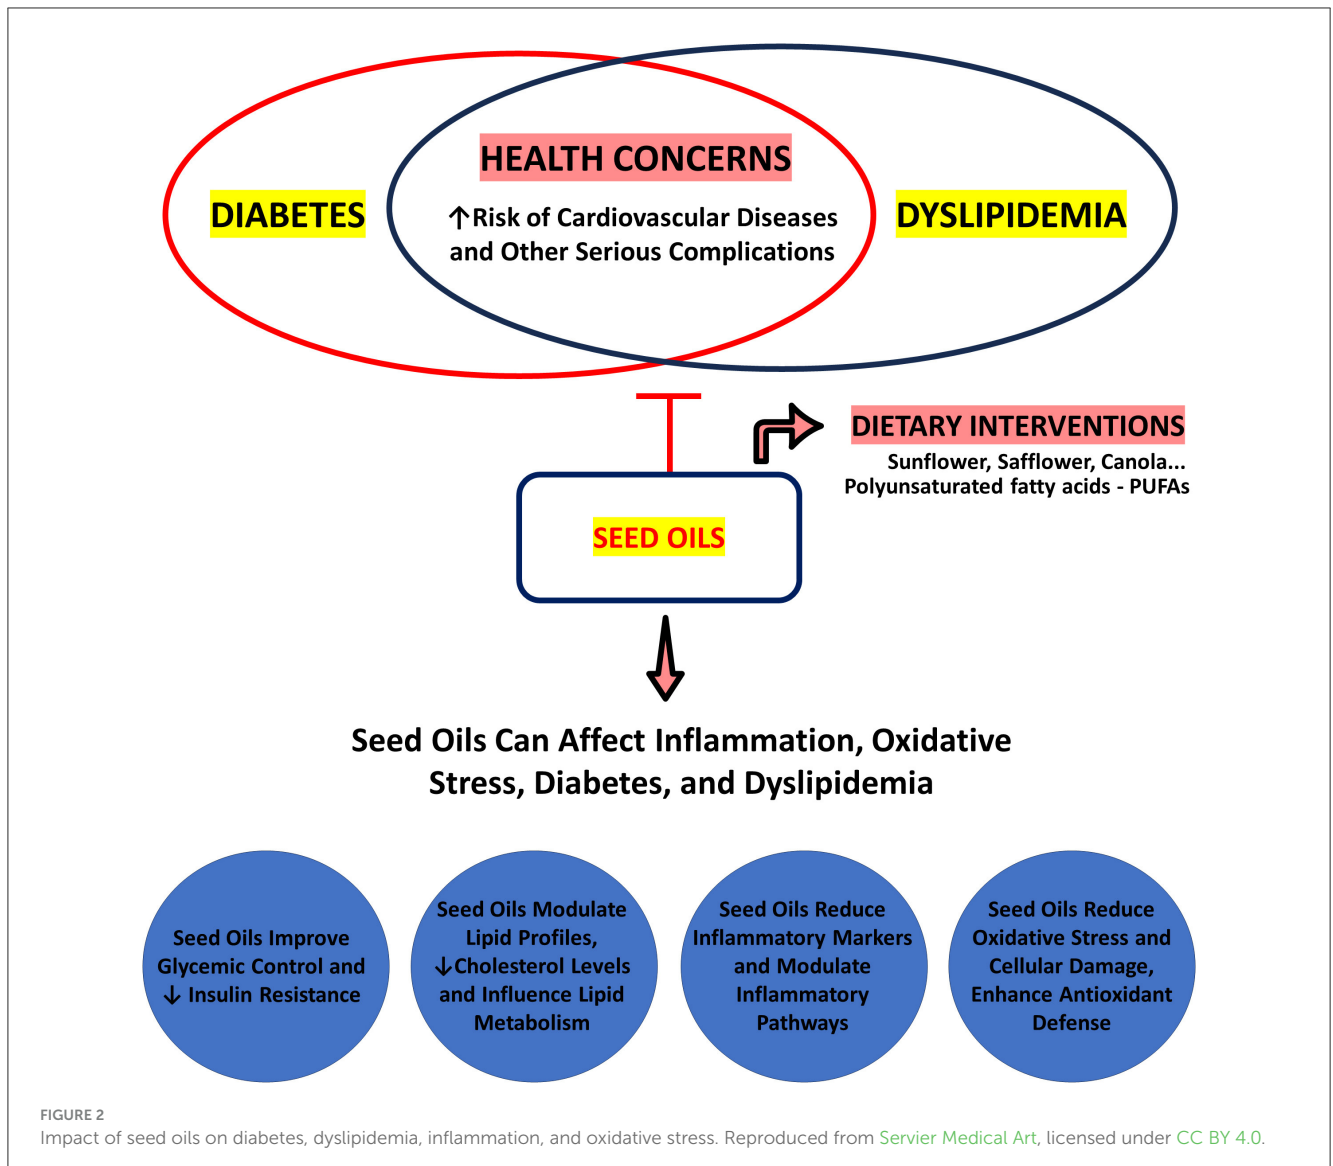 HEALTH CONCERNS
DIABETES
↑Risk of Cardiovascular Diseases
and Other Serious Complications
DYSLIPIDEMIA
DIETARY INTERVENTIONS
Sunflower, Safflower, Canola...
Polyunsaturated fatty acids - PUFAs
SEED OILS
Seed Oils Can Affect Inflammation, Oxidative
Stress, Diabetes, and Dyslipidemia
Seed Oils Improve
Glycemic Control and
↓ Insulin Resistance
Seed Oils Modulate
Lipid Profiles,
↓Cholesterol Levels
and Influence Lipid
Metabolism
Seed Oils Reduce
Inflammatory Markers
and Modulate
Inflammatory
Pathways
Seed Oils Reduce
Oxidative Stress and
Cellular Damage,
Enhance Antioxidant
Defense
FIGURE 2
Impact of seed oils on diabetes, dyslipidemia, inflammation, and oxidative stress. Reproduced from Servier Medical Art, licensed under CC BY 4.0.